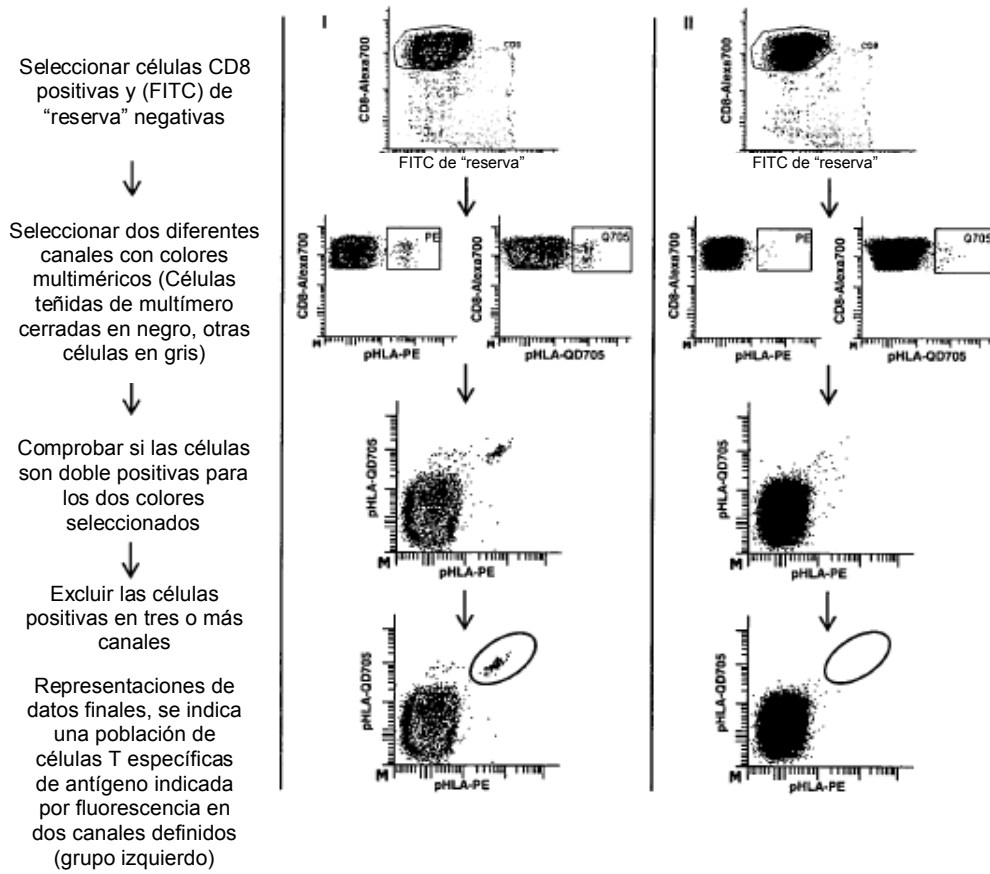 Seleccionar células CD8
positivas y (FITC) de
“reserva” negativas
Seleccionar dos diferentes
canales con colores
multiméricos (Células
teñidas de multímero
cerradas en negro, otras
células en gris)
Comprobar si las células
son doble positivas para
los dos colores
seleccionados
Excluir las células
positivas en tres o más
canales
Representaciones de
datos finales, se indica
una población de
células T específicas
de antígeno indicada
por fluorescencia en
dos canales definidos
(grupo izquierdo)
I
CD8-Alexa700
CD8
FITC de “reserva”
CD8-Alexa700
PE
M
pHLA-PE
CD8-Alexa700
Q705
M
pHLA-QD705
pHLA-QD705
M
pHLA-PE
pHLA-QD705
M
pHLA-PE
II
CD8-Alexa700
CD8
FITC de “reserva”
CD8-Alexa700
PE
M
pHLA-PE
CD8-Alexa700
Q705
M
pHLA-QD705
pHLA-QD705
M
pHLA-PE
pHLA-QD705
M
pHLA-PE